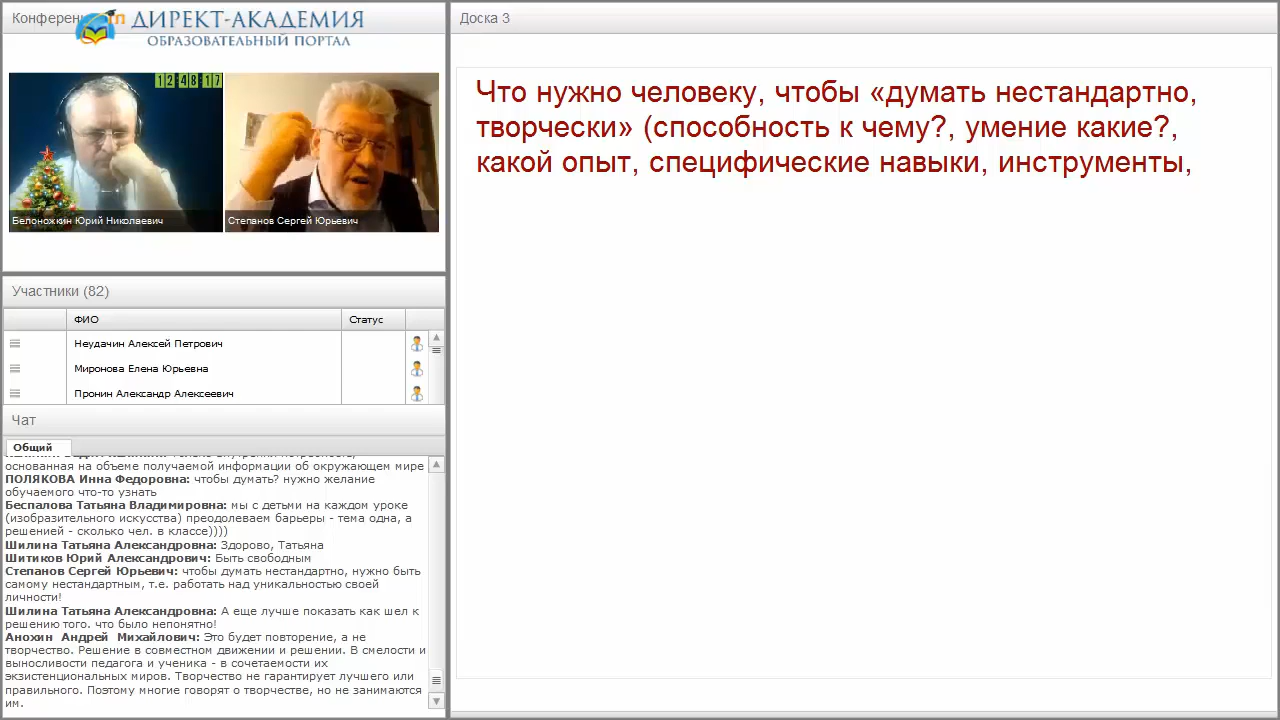 Конферен
ДИРЕКТ-АКАДЕМИЯ
ОБРАЗОВАТЕЛЬНЫЙ ПОРТАЛ
12:48:17
Белоножкин Юрий Николаевич
Степанов Сергей Юрьевич
Участники (82)
ФИО Статус
Неудачин Алексей Петрович
Миронова Елена Юрьевна
Пронин Александр Алексеевич
Чат
Общий
основанная на объеме получаемой информации об окружающем мире
ПОЛЯКОВА Инна Федоровна: чтобы думать? нужно желание
обучаемого что-то узнать
Беспалова Татьяна Владимировна: мы с детьми на каждом уроке
(изобразительного искусства) преодолеваем барьеры - тема одна, а
решений - сколько чел. в классе))))
Шилина Татьяна Александровна: Здорово, Татьяна
Шитиков Юрий Александрович: Быть свободным
Степанов Сергей Юрьевич: чтобы думать нестандартно, нужно быть
самому нестандартным, т.е. работать над уникальностью своей
личности!
Шилина Татьяна Александровна: А еще лучше показать как шел к
решению того. что было непонятно!
Анохин Андрей Михайлович: Это будет повторение, а не
творчество. Решение в совместном движении и решении. В смелости и
выносливости педагога и ученика - в сочетаемости их
экзистенциональных миров. Творчество не гарантирует лучшего или
правильного. Поэтому многие говорят о творчестве, но не занимаются
им.
Доска 3
Что нужно человеку, чтобы «думать нестандартно,
творчески» (способность к чему?, умение какие?,
какой опыт, специфические навыки, инструменты,